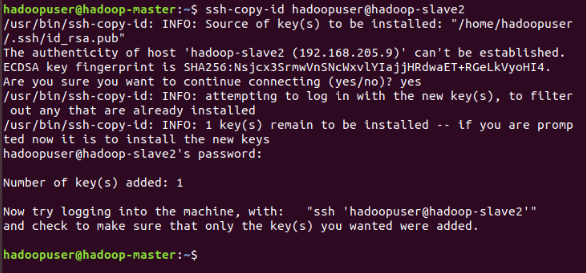 hadoopuser@hadoop-master:~$ ssh-copy-id hadoopuser@hadoop-slave2
/usr/bin/ssh-copy-id: INFO: Source of key(s) to be installed: "/home/hadoopuser
/.ssh/id_rsa.pub"
The authenticity of host 'hadoop-slave2 (192.168.205.9)' can't be established.
ECDSA key fingerprint is SHA256:Nsjcx3SrmwVnSNcWxvlYIajjHRdwaET+RGeLkVyoHI4.
Are you sure you want to continue connecting (yes/no)? yes
/usr/bin/ssh-copy-id: INFO: attempting to log in with the new key(s), to filter
 out any that are already installed
/usr/bin/ssh-copy-id: INFO: 1 key(s) remain to be installed -- if you are promp
ted now it is to install the new keys
hadoopuser@hadoop-slave2's password:
Number of key(s) added: 1
Now try logging into the machine, with:   "ssh 'hadoopuser@hadoop-slave2'"
and check to make sure that only the key(s) you wanted were added.
hadoopuser@hadoop-master:~$